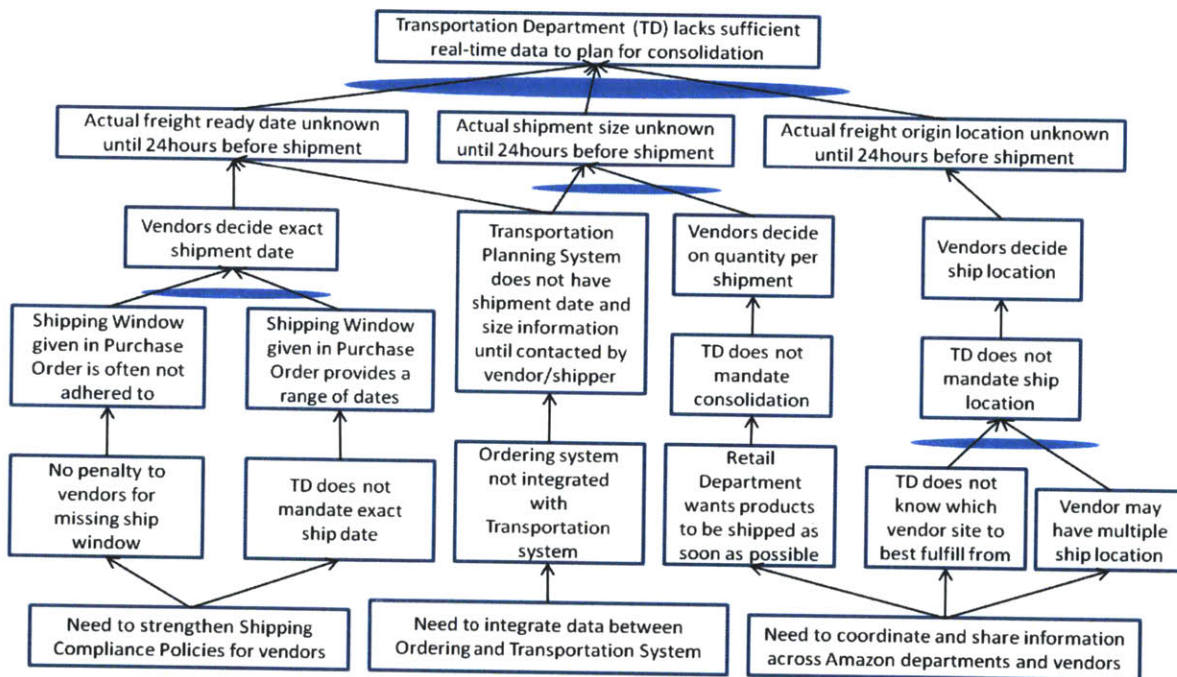 Transportation Department (TD) lacks sufficient
real-time data to plan for consolidation
Actual freight ready date unknown
until 24hours before shipment
Actual shipment size unknown
until 24hours before shipment
Actual freight origin location unknown
until 24hours before shipment
Vendors decide exact
shipment date
Transportation
Planning System
does not have
shipment date and
size information
until contacted by
vendor/shipper
Vendors decide
on quantity per
shipment
Vendors decide
ship location
Shipping Window
given in Purchase
Order is often not
adhered to
Shipping Window
given in Purchase
Order provides a
range of dates
TD does not
mandate
consolidation
TD does not
mandate ship
location
No penalty to
vendors for
missing ship
window
TD does not
mandate exact
ship date
Ordering system
not integrated
with
Transportation
system
Retail
Department
wants products
to be shipped as
soon as possible
TD does not
know which
vendor site to
best fulfill from
Vendor may
have multiple
ship location
Need to strengthen Shipping
Compliance Policies for vendors
Need to integrate data between
Ordering and Transportation System
Need to coordinate and share information
across Amazon departments and vendors